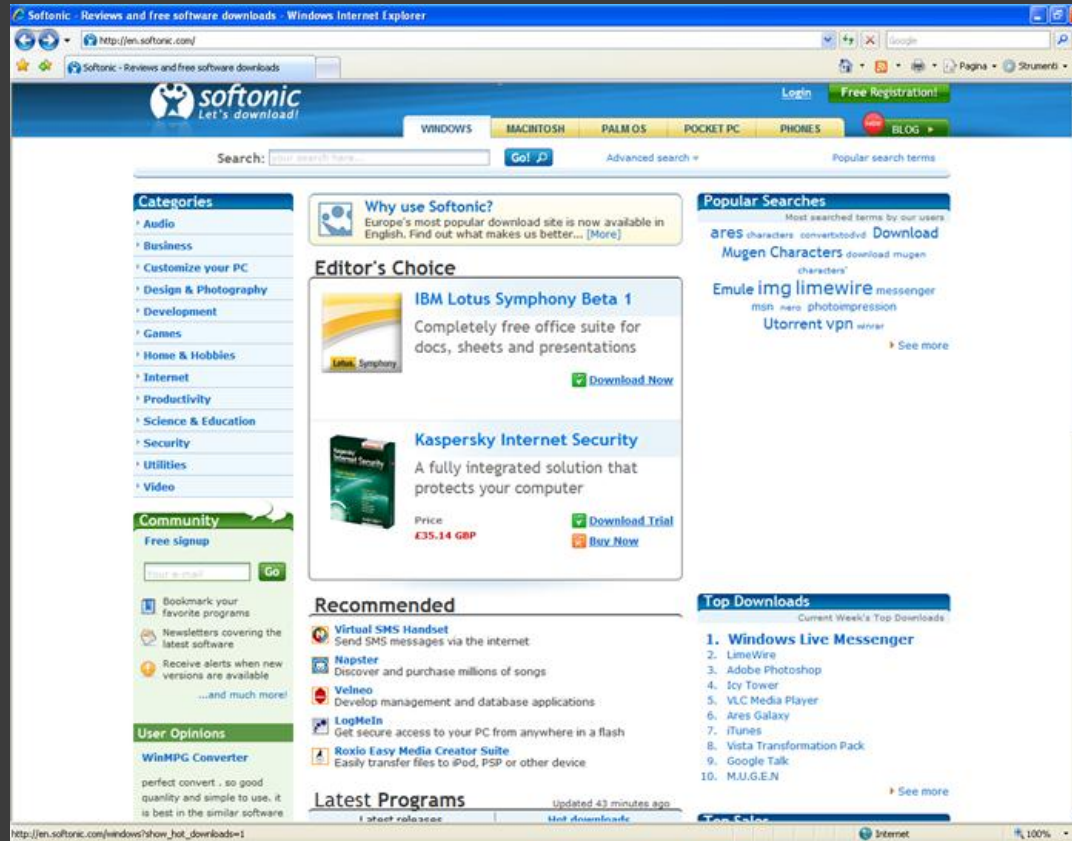 Softonic - Reviews and free software downloads - Windows Internet Explorer
http://en.softonic.com/
Google
Softonic - Reviews and free software downloads
Pagina
Strumenti
softonic
Let's download!
Login
Free Registration!
WINDOWS
MACINTOSH
PALM OS
POCKET PC
PHONES
NEW
BLOG
Search:
your search here...
Go!
Advanced search
Popular search terms
Categories
Audio
Business
Customize your PC
Design & Photography
Development
Games
Home & Hobbies
Internet
Productivity
Science & Education
Security
Utilities
Video
Community
Free signup
Your e-mail
Go
Bookmark your
favorite programs
Newsletters covering the
latest software
Receive alerts when new
versions are available
...and much more!
User Opinions
WinMPG Converter
perfect convert . so good
quanlity and simple to use. it
is best in the similar software
Why use Softonic?
Europe's most popular download site is now available in
English. Find out what makes us better... [More]
Editor's Choice
Lotus. Symphony
IBM Lotus Symphony Beta 1
Completely free office suite for
docs, sheets and presentations
Download Now
Kaspersky Internet Security
A fully integrated solution that
protects your computer
Price
£35.14 GBP
Download Trial
Buy Now
Recommended
Virtual SMS Handset
Send SMS messages via the internet
Napster
Discover and purchase millions of songs
Velneo
Develop management and database applications
LogMeIn
Get secure access to your PC from anywhere in a flash
Roxio Easy Media Creator Suite
Easily transfer files to iPod, PSP or other device
Latest Programs
Updated 43 minutes ago
Latest releases
Hot downloads
Popular Searches
Most searched terms by our users
ares characters convertxtodvd Download
Mugen Characters download mugen
characters'
Emule img limewire messenger
msn nero photoimpression
Utorrent vpn winrar
See more
Top Downloads
Current Week's Top Downloads
1. Windows Live Messenger
2. LimeWire
3. Adobe Photoshop
4. Icy Tower
5. VLC Media Player
6. Ares Galaxy
7. iTunes
8. Vista Transformation Pack
9. Google Talk
10. M.U.G.E.N
See more
Top Sales
http://en.softonic.com/windows?show_hot_downloads=1
Internet
100%